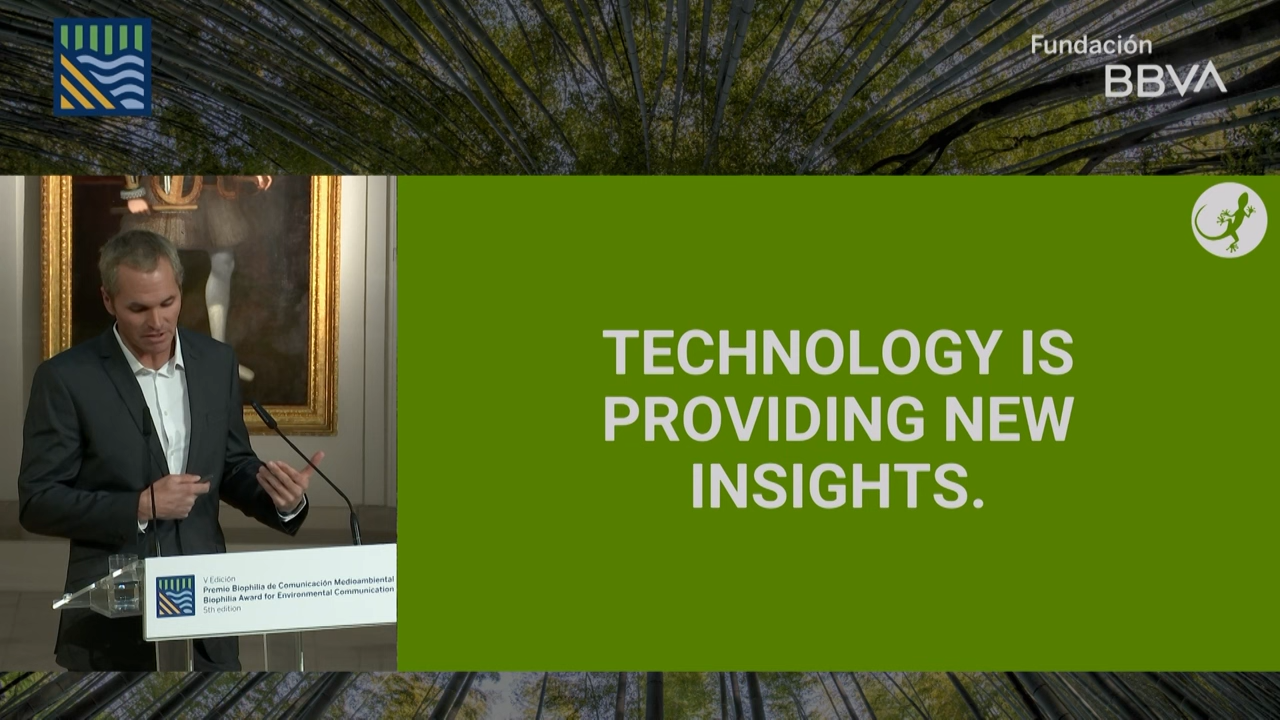 Fundación
BBVA
TECHNOLOGY IS
PROVIDING NEW
INSIGHTS.
V Edición
Premio Biophilia de Comunicación Medioambiental
Biophilia Award for Environmental Communication
5th edition